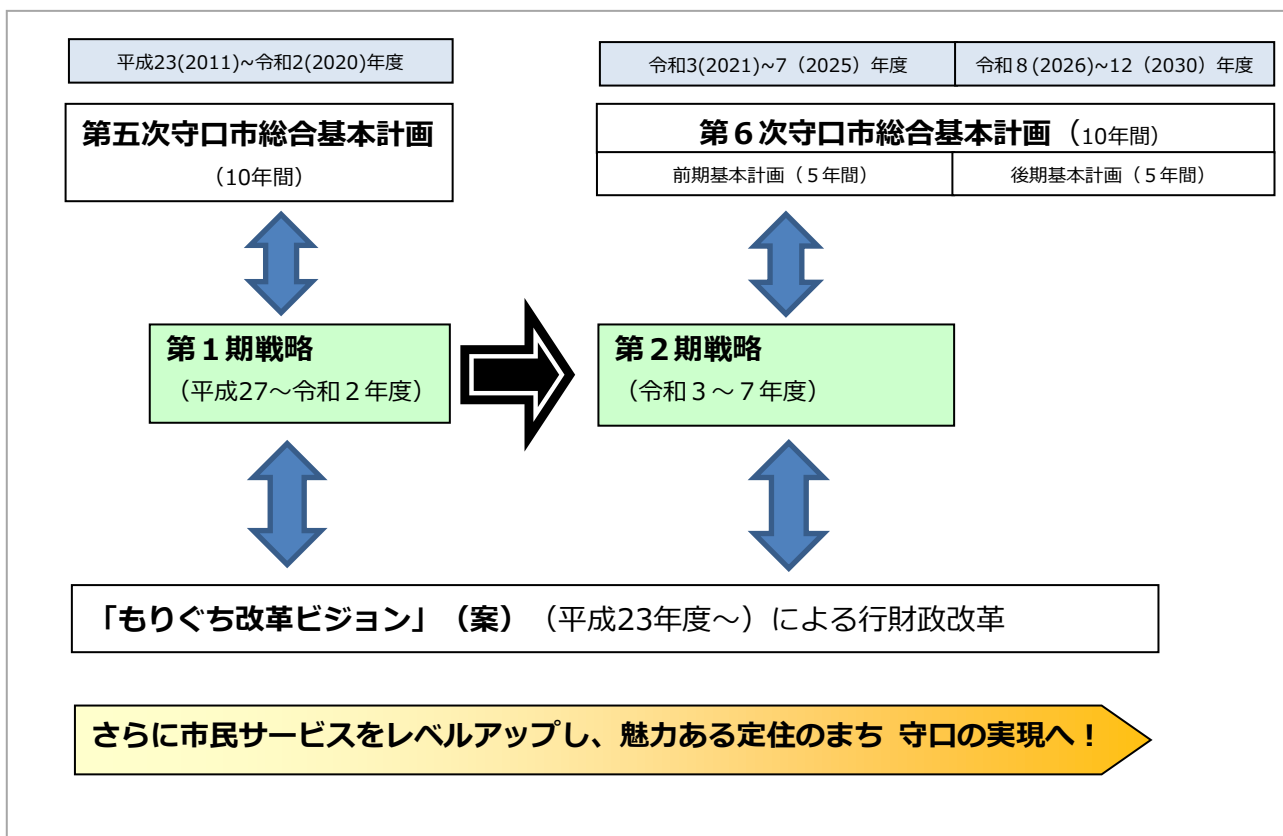 平成23(2011)~令和2(2020)年度
令和3(2021)~7（2025）年度
令和８(2026)~12（2030）年度
第五次守口市総合基本計画
（10年間）
第６次守口市総合基本計画（10年間）
前期基本計画（５年間）
後期基本計画（５年間）
第１期戦略
（平成27～令和２年度）
第２期戦略
（令和３～７年度）
「もりぐち改革ビジョン」（案）（平成23年度～）による行財政改革
さらに市民サービスをレベルアップし、魅力ある定住のまち 守口の実現へ！